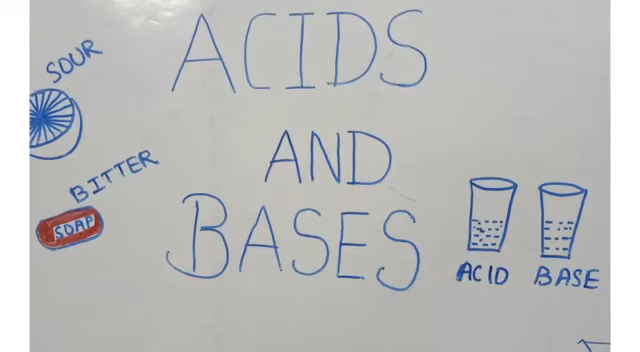 ACIDS
AND
BASES
SOUR
BITTER
SOAP
ACID
BASE